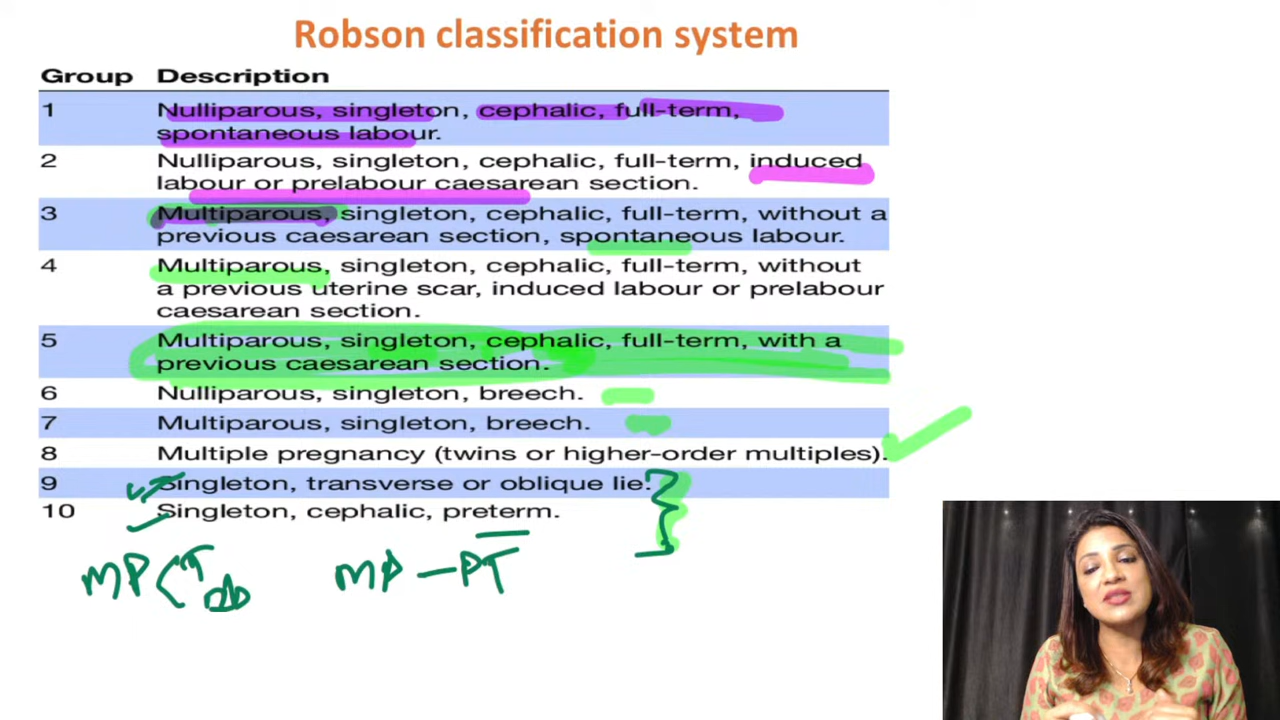 Robson classification system
Group Description
1 Nulliparous, singleton, cephalic, full-term,
spontaneous labour.
2 Nulliparous, singleton, cephalic, full-term, induced
labour or prelabour caesarean section.
3 Multiparous, singleton, cephalic, full-term, without a
previous caesarean section, spontaneous labour.
4 Multiparous, singleton, cephalic, full-term, without
a previous uterine scar, induced labour or prelabour
caesarean section.
5 Multiparous, singleton, cephalic, full-term, with a
previous caesarean section.
6 Nulliparous, singleton, breech.
7 Multiparous, singleton, breech.
8 Multiple pregnancy (twins or higher-order multiples).
9 Singleton, transverse or oblique lie.
10 Singleton, cephalic, preterm.
MP T MP - PT